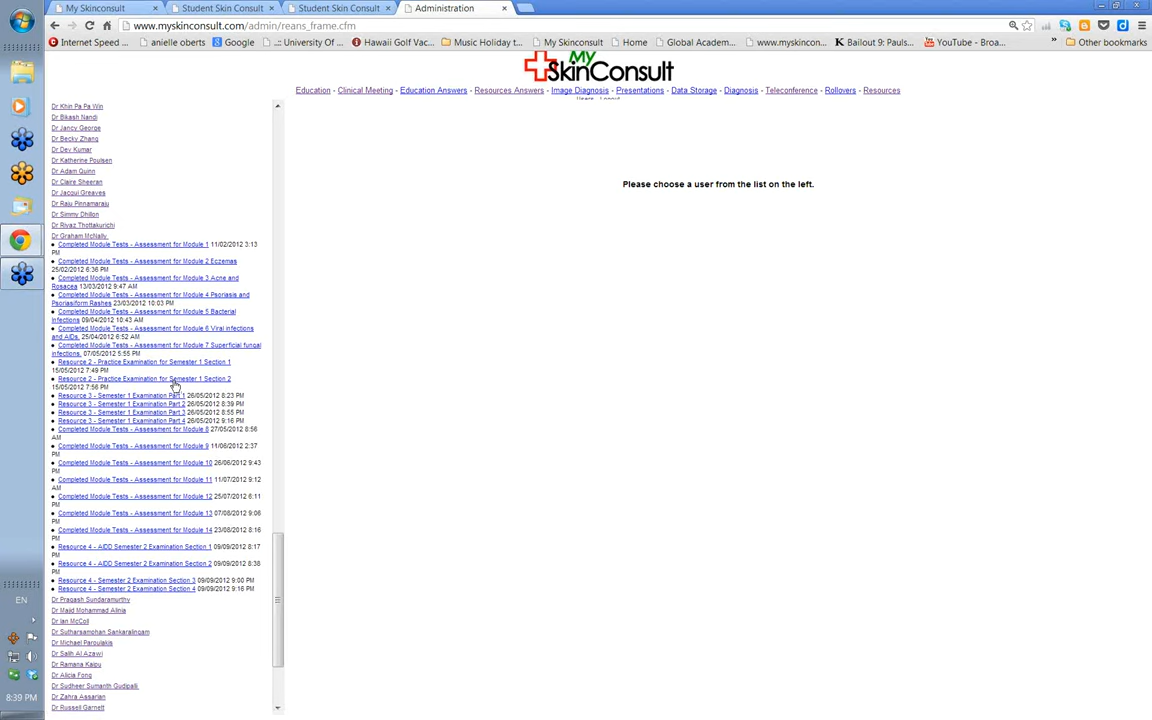 My Skinconsult
Student Skin Consult
Student Skin Consult
Administration
www.myskinconsult.com/admin/reans_frame.cfm
Internet Speed ...
anielle oberts
Google
..:: University Of ...
Hawaii Golf Vac...
Music Holiday t...
My Skinconsult
Home
Global Academ...
www.myskincon...
Bailout 9: Pauls...
YouTube - Broa...
»
Other bookmarks
My
SkinConsult
Education - Clinical Meeting - Education Answers - Resources Answers - Image Diagnosis - Presentations - Data Storage - Diagnosis - Teleconference - Rollovers - Resources
Users - Logout
Please choose a user from the list on the left.
Dr Khin Pa Pa Win
Dr Bikash Nandi
Dr Jancy George
Dr Becky Zhang
Dr Dev Kumar
Dr Katherine Poulsen
Dr Adam Quinn
Dr Claire Sheeran
Dr Jacqui Greaves
Dr Raju Pinnamaraju
Dr Simmy Dhillon
Dr Riyaz Thottakurichi
Dr Graham McNally
Completed Module Tests - Assessment for Module 1 11/02/2012 3:13
PM
Completed Module Tests - Assessment for Module 2 Eczemas
25/02/2012 6:36 PM
Completed Module Tests - Assessment for Module 3 Acne and
Rosacea 13/03/2012 9:47 AM
Completed Module Tests - Assessment for Module 4 Psoriasis and
Psoriasiform Rashes 23/03/2012 10:03 PM
Completed Module Tests - Assessment for Module 5 Bacterial
Infections 09/04/2012 10:43 AM
Completed Module Tests - Assessment for Module 6 Viral infections
and AIDs. 25/04/2012 6:52 AM
Completed Module Tests - Assessment for Module 7 Superficial fungal
infections. 07/05/2012 5:55 PM
Resource 2 - Practice Examination for Semester 1 Section 1
15/05/2012 7:49 PM
Resource 2 - Practice Examination for Semester 1 Section 2
15/05/2012 7:56 PM
Resource 3 - Semester 1 Examination Part 1 26/05/2012 8:23 PM
Resource 3 - Semester 1 Examination Part 2 26/05/2012 8:39 PM
Resource 3 - Semester 1 Examination Part 3 26/05/2012 8:55 PM
Resource 3 - Semester 1 Examination Part 4 26/05/2012 9:16 PM
Completed Module Tests - Assessment for Module 8 27/05/2012 8:56
AM
Completed Module Tests - Assessment for Module 9 11/06/2012 2:37
PM
Completed Module Tests - Assessment for Module 10 26/06/2012 9:43
PM
Completed Module Tests - Assessment for Module 11 11/07/2012 9:12
AM
Completed Module Tests - Assessment for Module 12 25/07/2012 6:11
PM
Completed Module Tests - Assessment for Module 13 07/08/2012 9:06
PM
Completed Module Tests - Assessment for Module 14 23/08/2012 8:16
PM
Resource 4 - AIDD Semester 2 Examination Section 1 09/09/2012 8:17
PM
Resource 4 - AIDD Semester 2 Examination Section 2 09/09/2012 8:38
PM
Resource 4 - Semester 2 Examination Section 3 09/09/2012 9:00 PM
Resource 4 - Semester 2 Examination Section 4 09/09/2012 9:16 PM
Dr Pragash Sundaramurthy
Dr Majid Mohammad Alinia
Dr Ian McColl
Dr Sutharsamohan Sankaralingam
Dr Michael Paroulakis
Dr Salih Al Azawi
Dr Ramana Kaipu
Dr Alicia Fong
Dr Sudheer Sumanth Gudipalli
Dr Zahra Assarian
Dr Russell Garnett
EN
8:39 PM